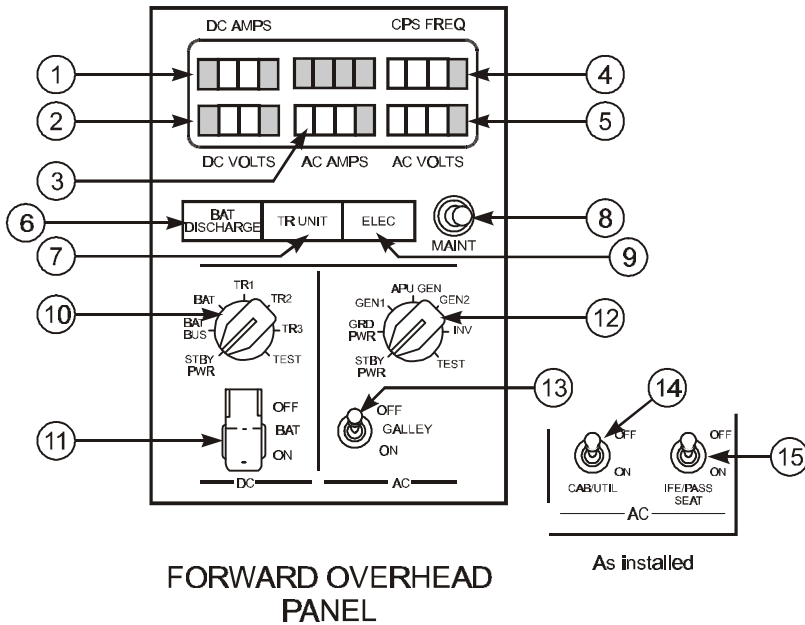 DC AMPS CPS FREQ
1 4
2 5
DC VOLTS AC AMPS AC VOLTS
3
6 BAT DISCHARGE TR UNIT ELEC 8
MAINT
7 9
10 BAT TR1 TR2 TR3 TEST BAT BUS STBY PWR
GEN1 APU GEN GEN2 INV TEST GRD PWR STBY PWR 12
13 14
11 OFF BAT ON
OFF GALLEY ON
OFF ON OFF ON 15
CAB/UTIL IFE/PASS SEAT
DC AC AC
As installed
FORWARD OVERHEAD
PANEL